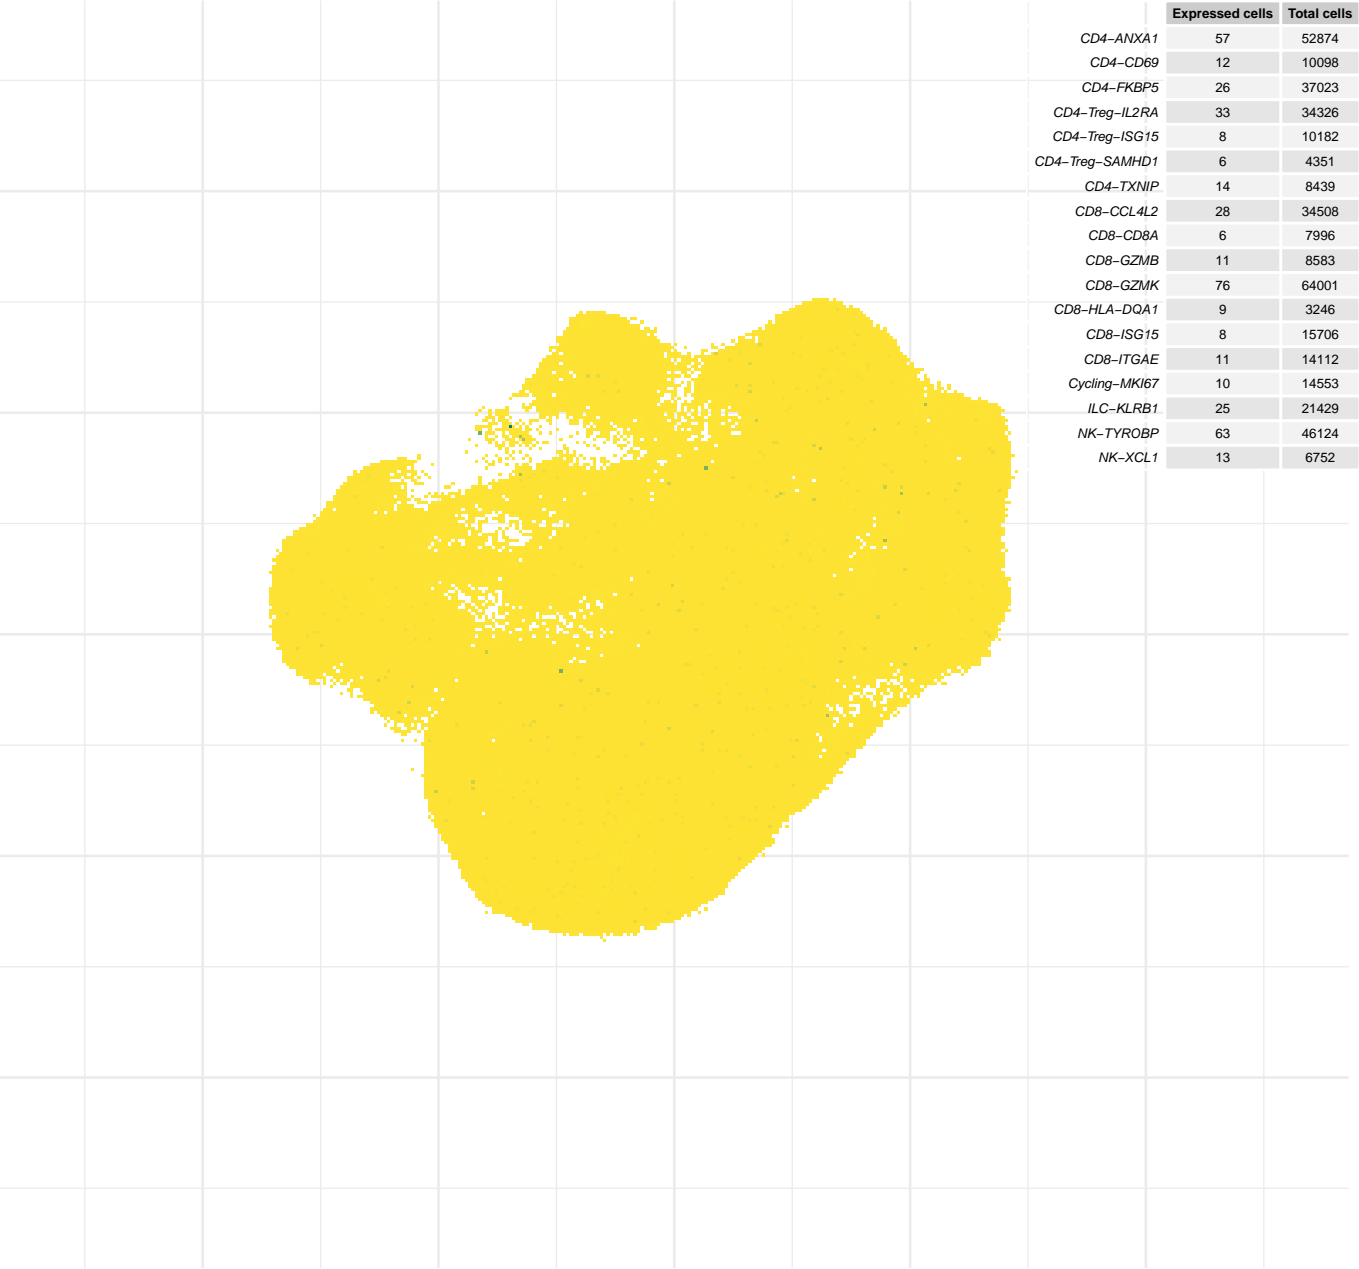 Expressed cells Total cells
CD4−ANXA1 57 52874
CD4−CD69 12 10098
CD4−FKBP5 26 37023
CD4−Treg−IL2RA 33 34326
CD4−Treg−ISG15 8 10182
CD4−Treg−SAMHD1 6 4351
CD4−TXNIP 14 8439
CD8−CCL4L2 28 34508
CD8−CD8A 6 7996
CD8−GZMB 11 8583
CD8−GZMK 76 64001
CD8−HLA−DQA1 9 3246
CD8−ISG15 8 15706
CD8−ITGAE 11 14112
Cycling−MKI67 10 14553
ILC−KLRB1 25 21429
NK−TYROBP 63 46124
NK−XCL1 13 6752